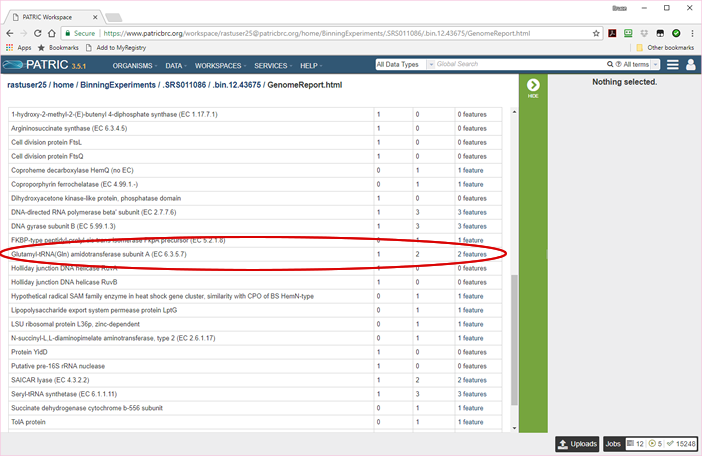 PATRIC Workspace
Bruce
Secure https://www.patricbrc.org/workspaces/rastuser25@patricbrc.org/home/BinningExperiments/.SRS011086/.bin.12.43675/GenomeReport.html
Apps Bookmarks Add to MyRegistry Other bookmarks
PATRIC 3.5.1 ORGANISMS DATA WORKSPACES SERVICES HELP All Data Types Global Search All terms
rastuser25 / home / BinningExperiments / .SRS011086 / .bin.12.43675 / GenomeReport.html
HIDE
Nothing selected.
1-hydroxy-2-methyl-2-(E)-butenyl 4-diphosphate synthase (EC 1.17.7.1) 1 0 0 features
Argininosuccinate synthase (EC 6.3.4.5) 1 0 0 features
Cell division protein FtsL 1 0 0 features
Cell division protein FtsQ 1 0 0 features
Coproheme decarboxylase HemQ (no EC) 0 1 1 feature
Coproporphyrin ferrochelatase (EC 4.99.1.-) 0 1 1 feature
Dihydroxyacetone kinase-like protein, phosphatase domain 1 0 0 features
DNA-directed RNA polymerase beta' subunit (EC 2.7.7.6) 1 3 3 features
DNA gyrase subunit B (EC 5.99.1.3) 1 3 3 features
FKBP-type peptidyl-prolyl cis-trans isomerase FkpA precursor (EC 5.2.1.8) 0 1 1 feature
Glutamyl-tRNA(Gln) amidotransferase subunit A (EC 6.3.5.7) 1 2 2 features
Holliday junction DNA helicase RuvA 1 0 0 features
Holliday junction DNA helicase RuvB 1 0 0 features
Hypothetical radical SAM family enzyme in heat shock gene cluster, similarity with CPO of BS HemN-type 0 1 1 feature
Lipopolysaccharide export system permease protein LptG 0 1 1 feature
LSU ribosomal protein L36p, zinc-dependent 0 1 1 feature
N-succinyl-L,L-diaminopimelate aminotransferase, type 2 (EC 2.6.1.17) 0 1 1 feature
Protein YidD 1 0 0 features
Putative pre-16S rRNA nuclease 1 0 0 features
SAICAR lyase (EC 4.3.2.2) 1 2 2 features
Seryl-tRNA synthetase (EC 6.1.1.11) 1 3 3 features
Succinate dehydrogenase cytochrome b-556 subunit 0 1 1 feature
TolA protein 0 1 1 feature
Uploads Jobs 12 5 15248